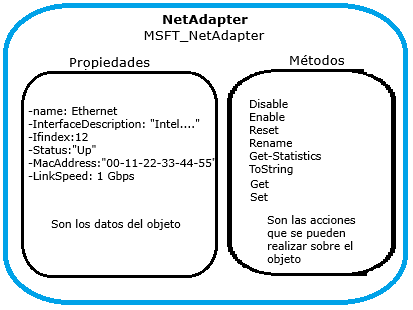 NetAdapter
MSFT_NetAdapter
Propiedades
-name: Ethernet
-InterfaceDescription: "Intel...."
-Ifindex:12
-Status:"Up"
-MacAddress:"00-11-22-33-44-55"
-LinkSpeed: 1 Gbps
Son los datos del objeto
Métodos
Disable
Enable
Reset
Rename
Get-Statistics
ToString
Get
Set
Son las acciones
que se pueden
realizar sobre el
objeto